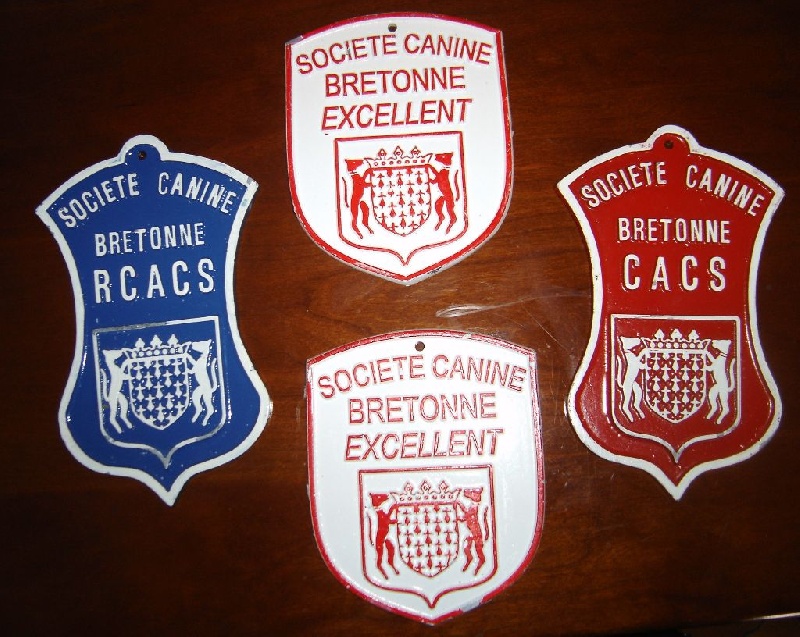 SOCIETE CANINE
BRETONNE
EXCELLENT
SOCIETE CANINE
BRETONNE
RCACS
SOCIETE CANINE
BRETONNE
CACS
SOCIETE CANINE
BRETONNE
EXCELLENT